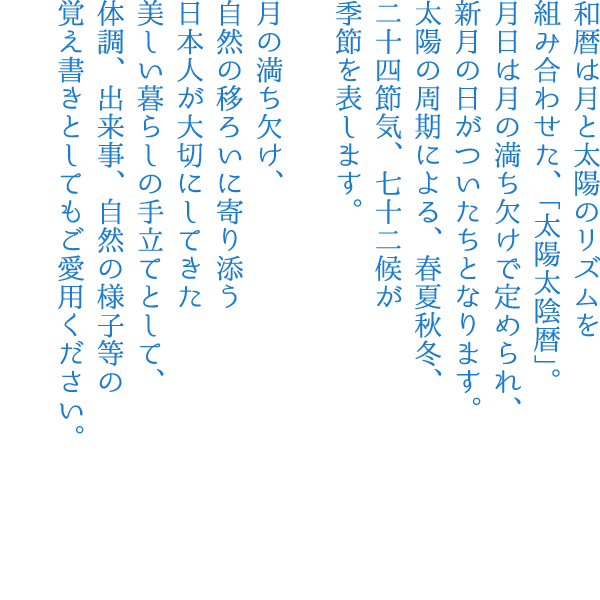 和暦は月と太陽のリズムを
組み合わせた、「太陽太陰暦」。
月日は月の満ち欠けで定められ、
新月の日がついたちとなります。
太陽の周期による、春夏秋冬、
二十四節気、七十二候が
季節を表します。
月の満ち欠け、
自然の移ろいに寄り添う
日本人が大切にしてきた
美しい暮らしの手立てとして、
体調、出来事、自然の様子等の
覚え書きとしてもご愛用ください。